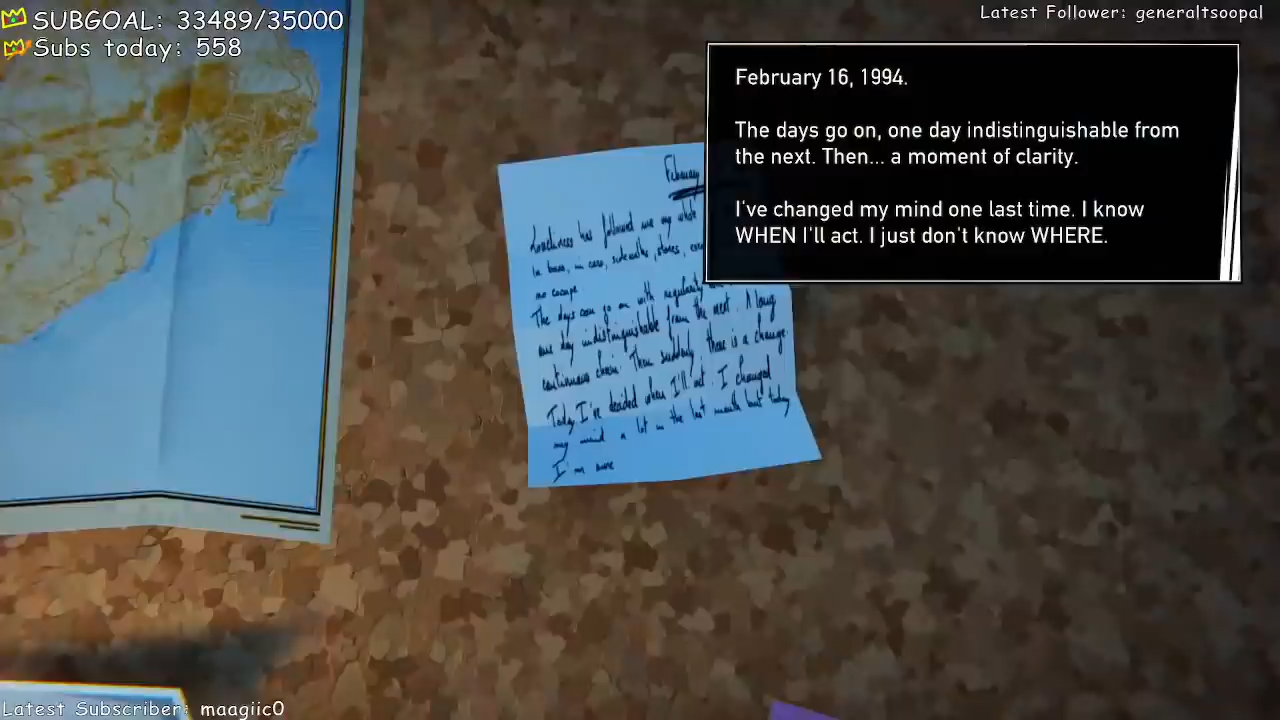 SUBGOAL: 33489/35000
Subs today: 558
Latest Follower: generaltsoopal
February 16, 1994.
The days go on, one day indistinguishable from
the next. Then... a moment of clarity.
I've changed my mind one last time. I know
WHEN I'll act. I just don't know WHERE.
February
Loneliness has followed me my whole
in bars, in cars, sidewalks, stores,
no escape
The days can go on with regularity
one day indistinguishable from the next. A long
continuous chain. Then suddenly, there is a change.
Today I've decided when I'll act. I changed
my mind a lot in the last month but today
I'm sure
Latest Subscriber: maagiic0